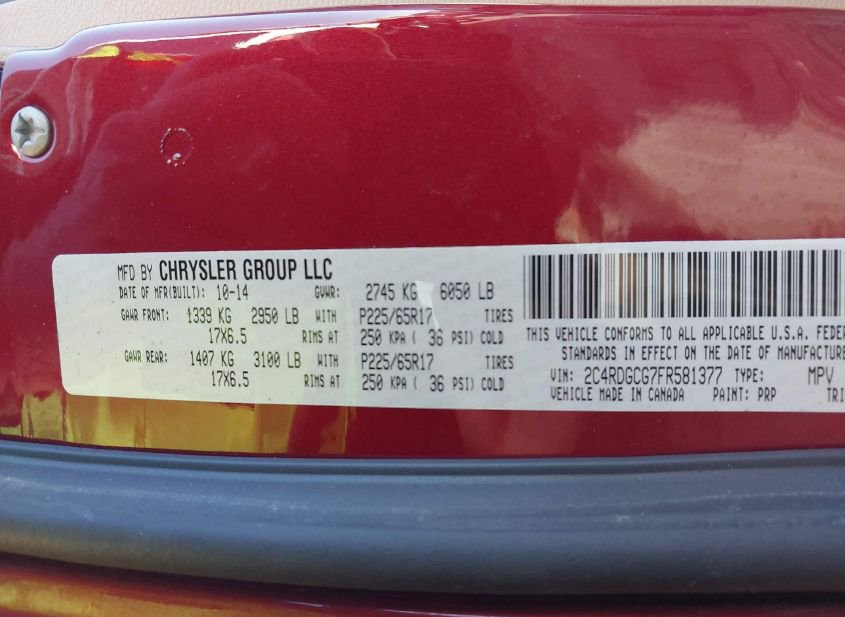 MFD BY CHRYSLER GROUP LLC
DATE OF MFR(BUILT): 10-14 GVWR: 2745 KG 6050 LB
GAWR FRONT: 1339 KG 2950 LB WITH P225/65R17 TIRES
17X6.5 RIMS AT 250 KPA ( 36 PSI) COLD
GAWR REAR: 1407 KG 3100 LB WITH P225/65R17 TIRES
17X6.5 RIMS AT 250 KPA ( 36 PSI) COLD
THIS VEHICLE CONFORMS TO ALL APPLICABLE U.S.A. FEDER
STANDARDS IN EFFECT ON THE DATE OF MANUFACTURE
VIN: 2C4RDGCG7FR581377 TYPE: MPV
VEHICLE MADE IN CANADA PAINT: PRP TRI